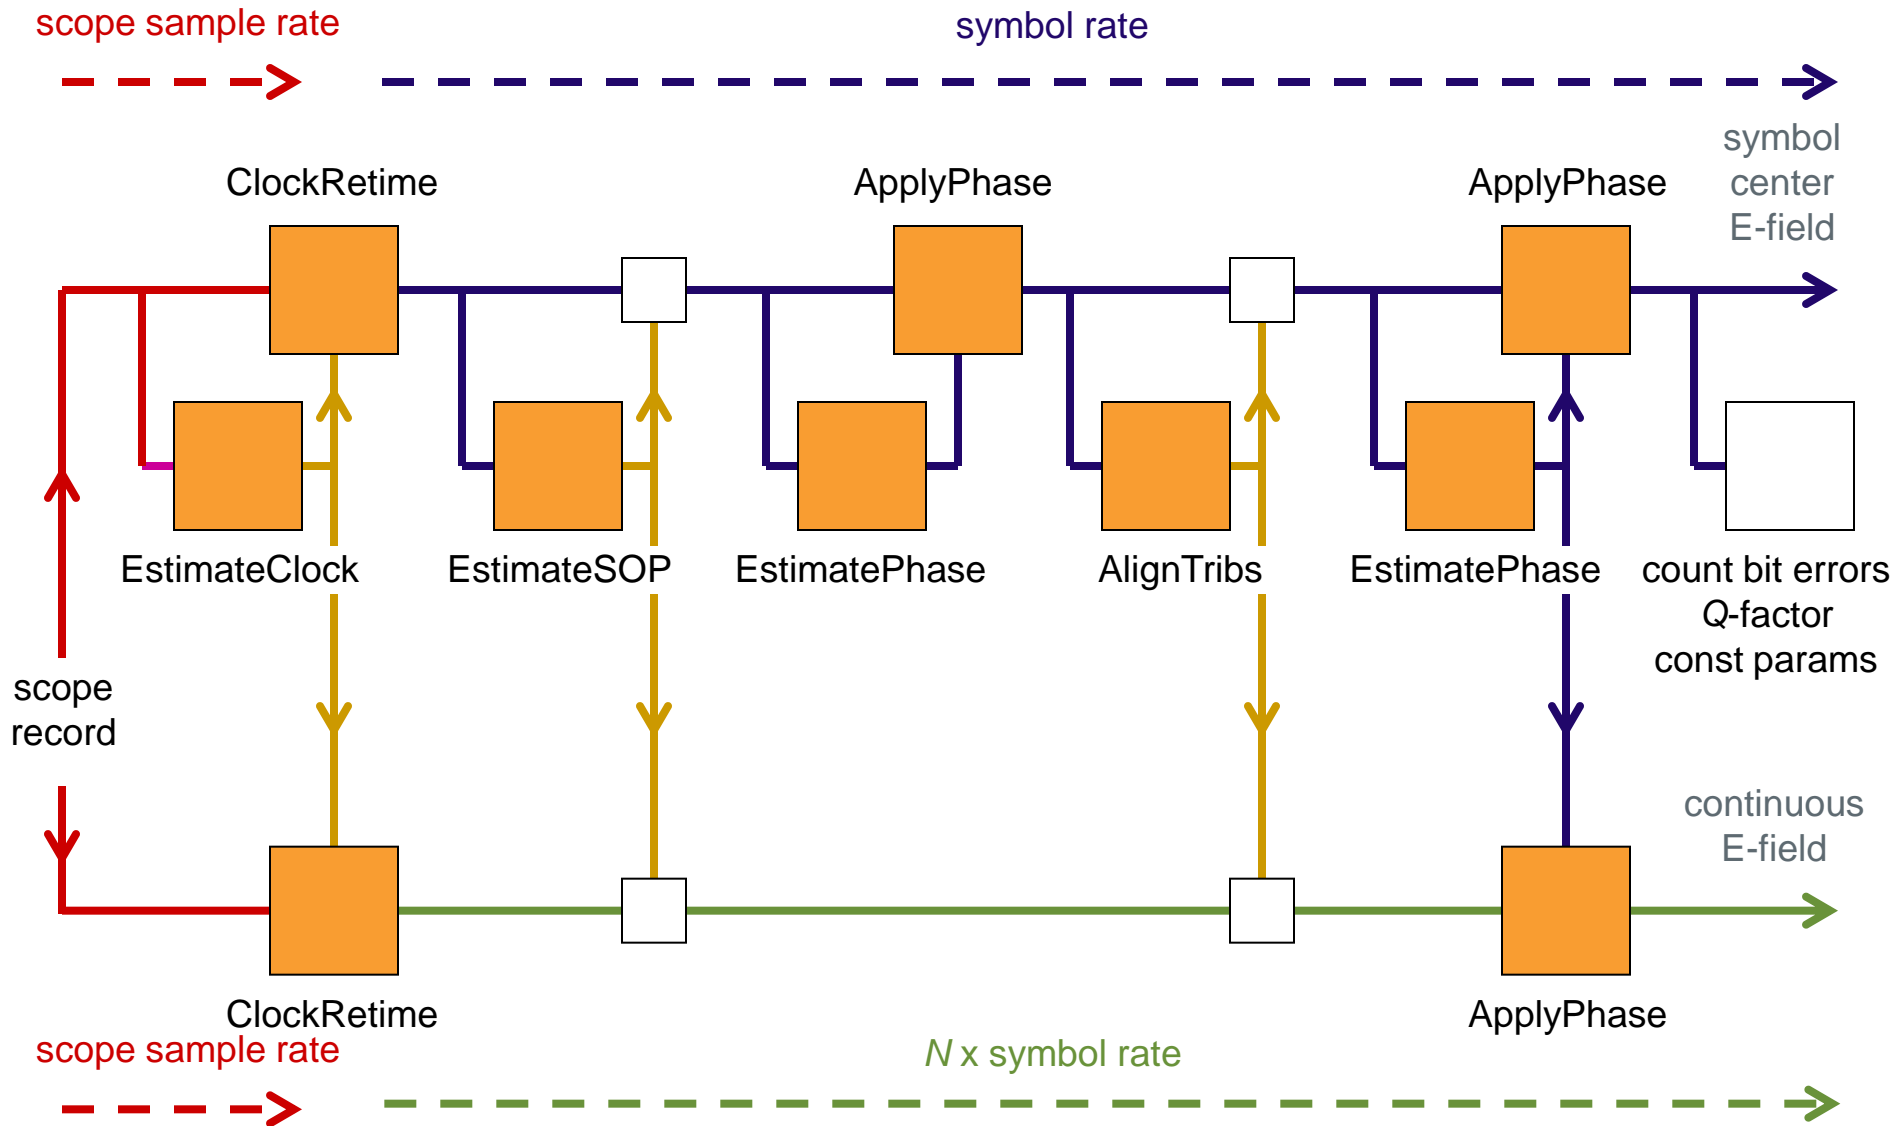 scope sample rate
symbol rate
symbol
center
E-field
ClockRetime
ApplyPhase
ApplyPhase
EstimateClock
EstimateSOP
EstimatePhase
AlignTribs
EstimatePhase
count bit errors
Q-factor
const params
scope
record
continuous
E-field
ClockRetime
ApplyPhase
scope sample rate
N x symbol rate